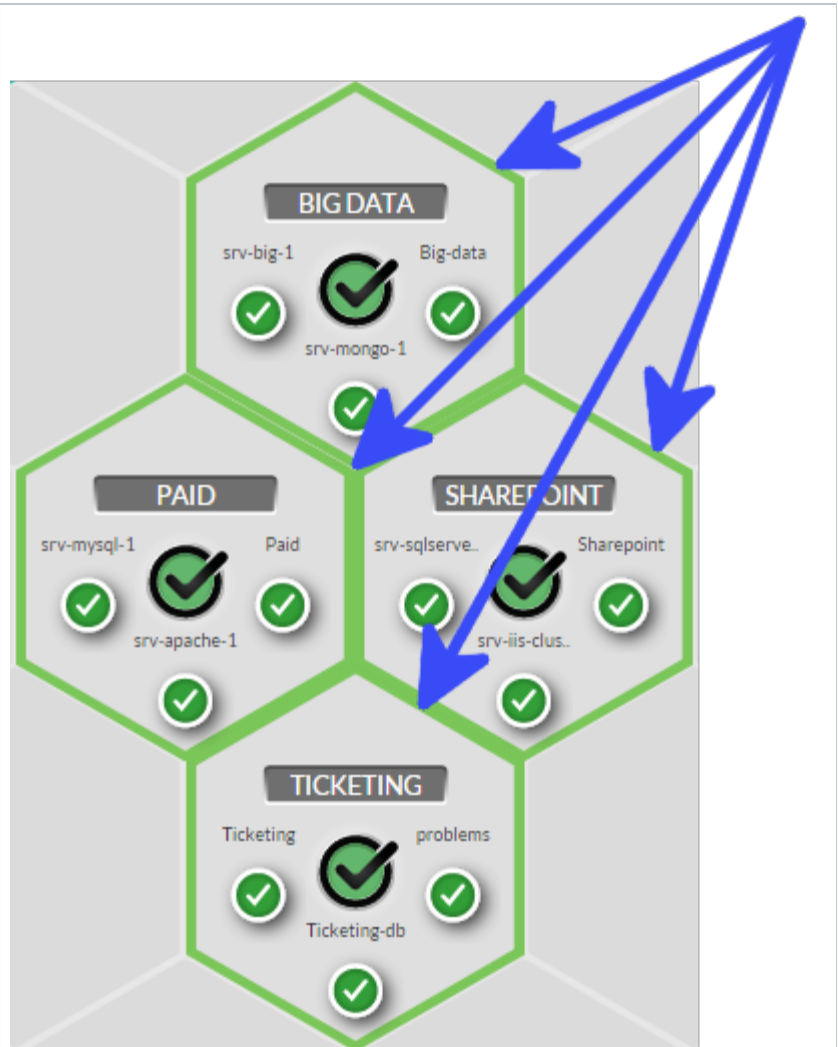 BIG DATA
srv-big-1
Big-data
srv-mongo-1
PAID
srv-mysql-1
Paid
srv-apache-1
SHAREPOINT
srv-sqlserve..
Sharepoint
srv-iis-clus..
TICKETING
Ticketing
problems
Ticketing-db